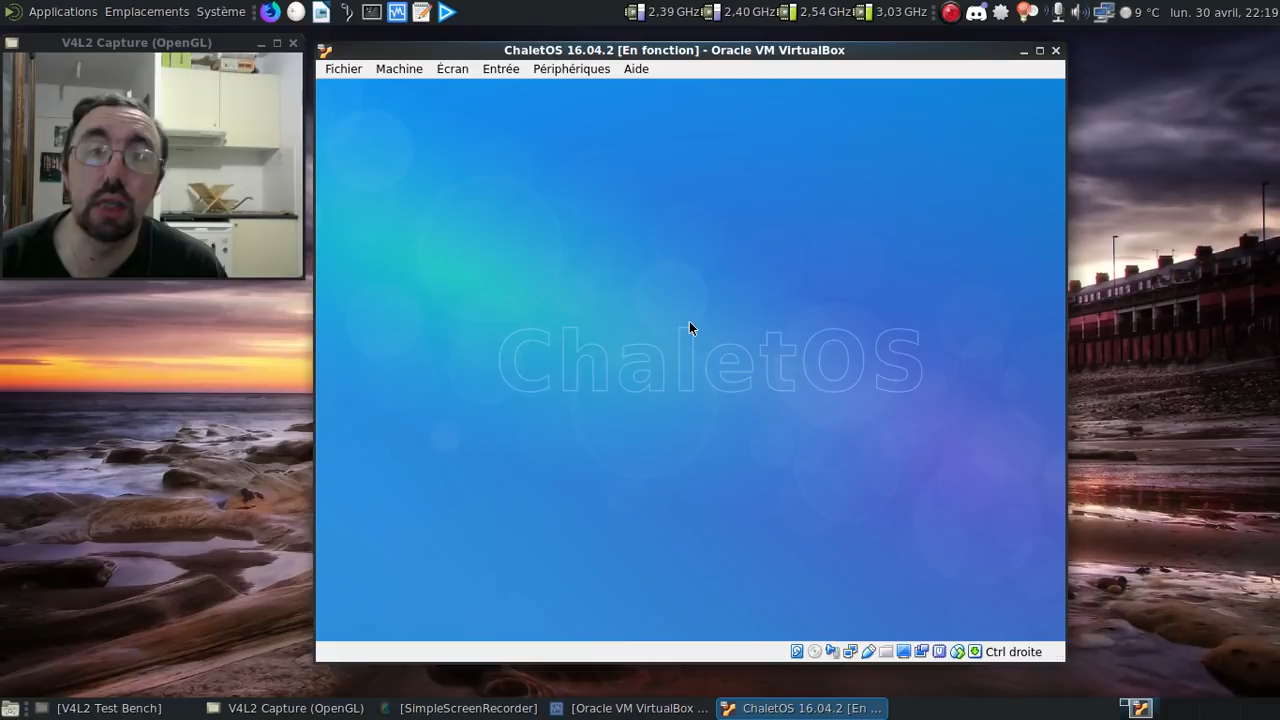 Applications Emplacements Système 2,39 GHz 2,40 GHz 2,54 GHz 3,03 GHz 9 °C lun. 30 avril, 22:19
V4L2 Capture (OpenGL)
ChaletOS 16.04.2 [En fonction] - Oracle VM VirtualBox
Fichier Machine Écran Entrée Périphériques Aide
ChaletOS
Ctrl droite
[V4L2 Test Bench] V4L2 Capture (OpenGL) [SimpleScreenRecorder] [Oracle VM VirtualBox ... ChaletOS 16.04.2 [En ...